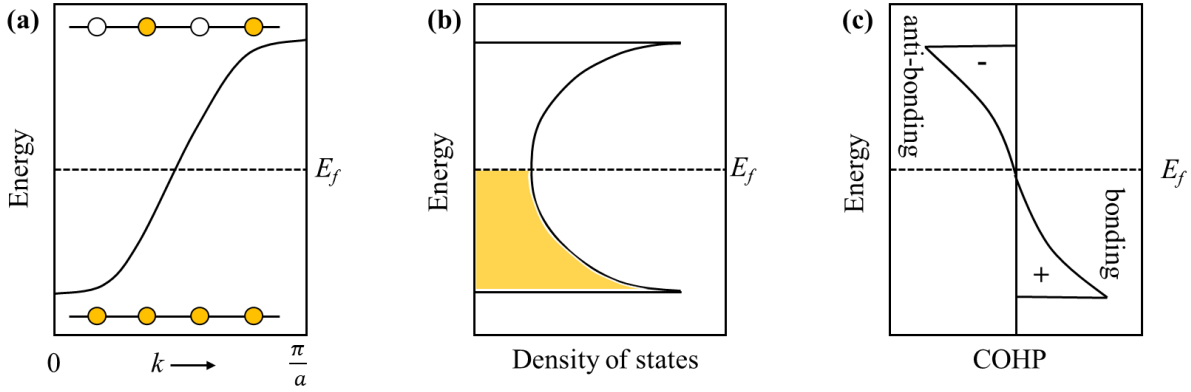 (a)
Energy
E_f
0
k
π/a
(b)
Energy
E_f
Density of states
(c)
Energy
anti-bonding
-
E_f
bonding
+
COHP